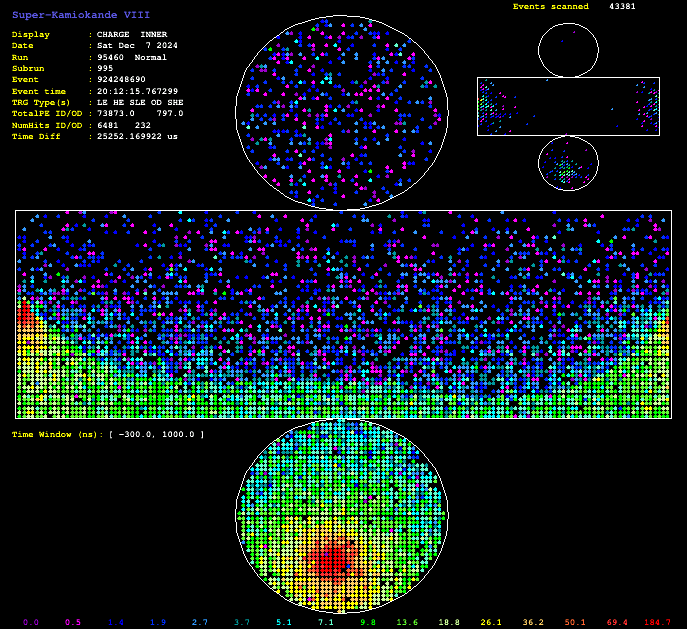 Super-Kamiokande VIII
Events scanned 43381
Display : CHARGE INNER
Date : Sat Dec 7 2024
Run : 95460 Normal
Subrun : 995
Event : 924248690
Event time : 20:12:15.767299
TRG Type(s) : LE HE SLE OD SHE
TotalPE ID/OD : 73873.0 797.0
NumHits ID/OD : 6481 232
Time Diff : 25252.169922 us
Time Window (ns): [ -300.0, 1000.0 ]
0.0 0.5 1.4 1.9 2.7 3.7 5.1 7.1 9.8 13.6 18.8 26.1 36.2 50.1 69.4 184.7